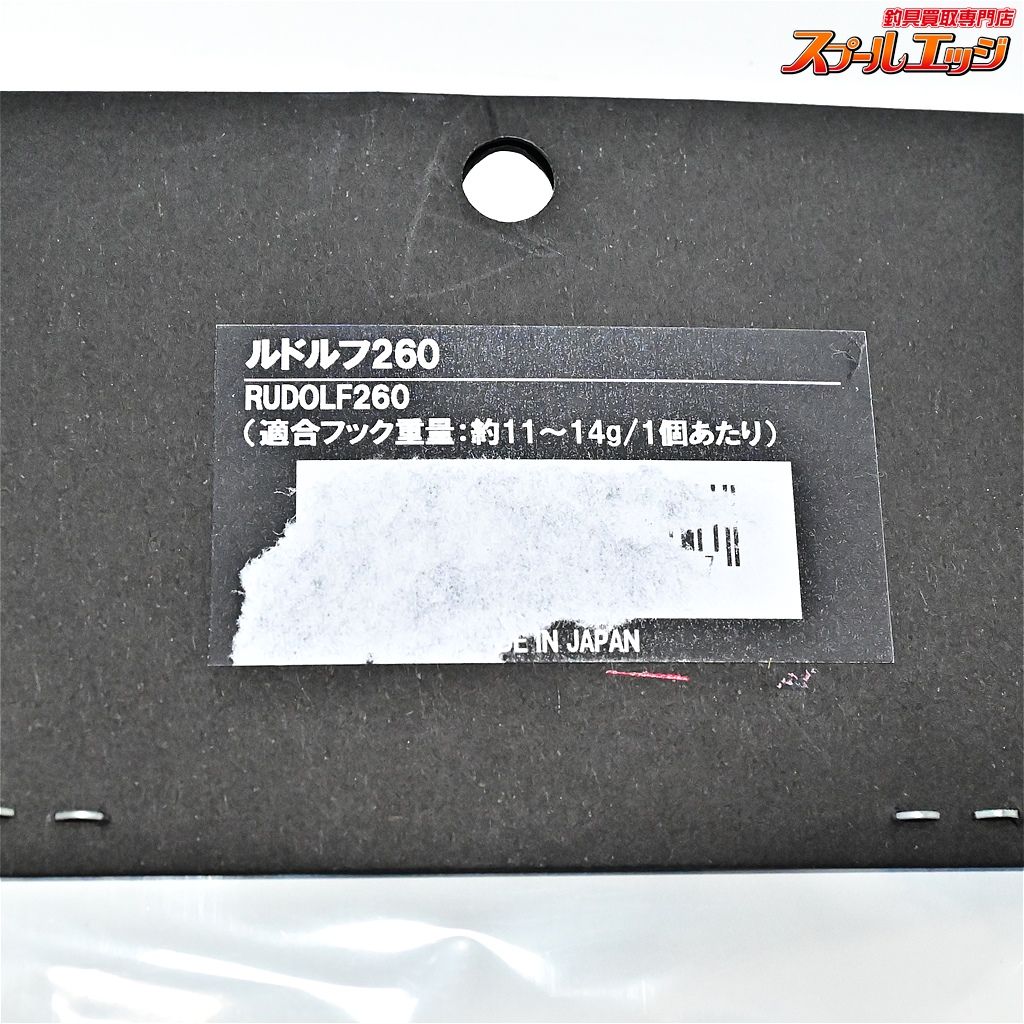 釣具買取専門店
スプールエッジ
ルドルフ260
RUDOLF260
(適合フック重量:約11～14g/1個あたり)
7
IN JAPAN